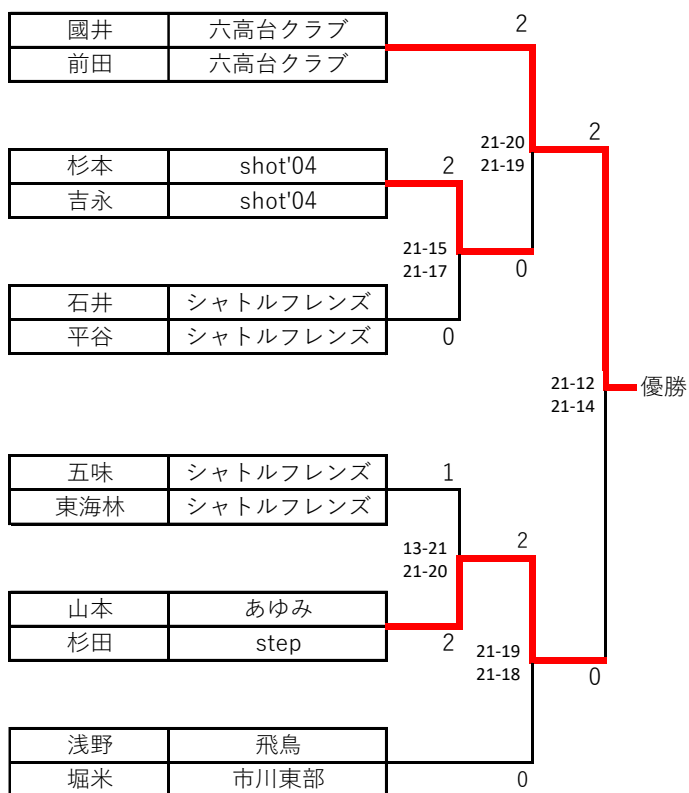 國井 六高台クラブ 2
前田 六高台クラブ
21-20 2
21-19
杉本 shot'04 2
吉永 shot'04
21-15
21-17 0
石井 シャトルフレンズ
平谷 シャトルフレンズ 0
21-12 優勝
21-14
五味 シャトルフレンズ 1
東海林 シャトルフレンズ
13-21 2
21-20
山本 あゆみ
杉田 step 2
21-19
21-18 0
浅野 飛鳥
堀米 市川東部 0